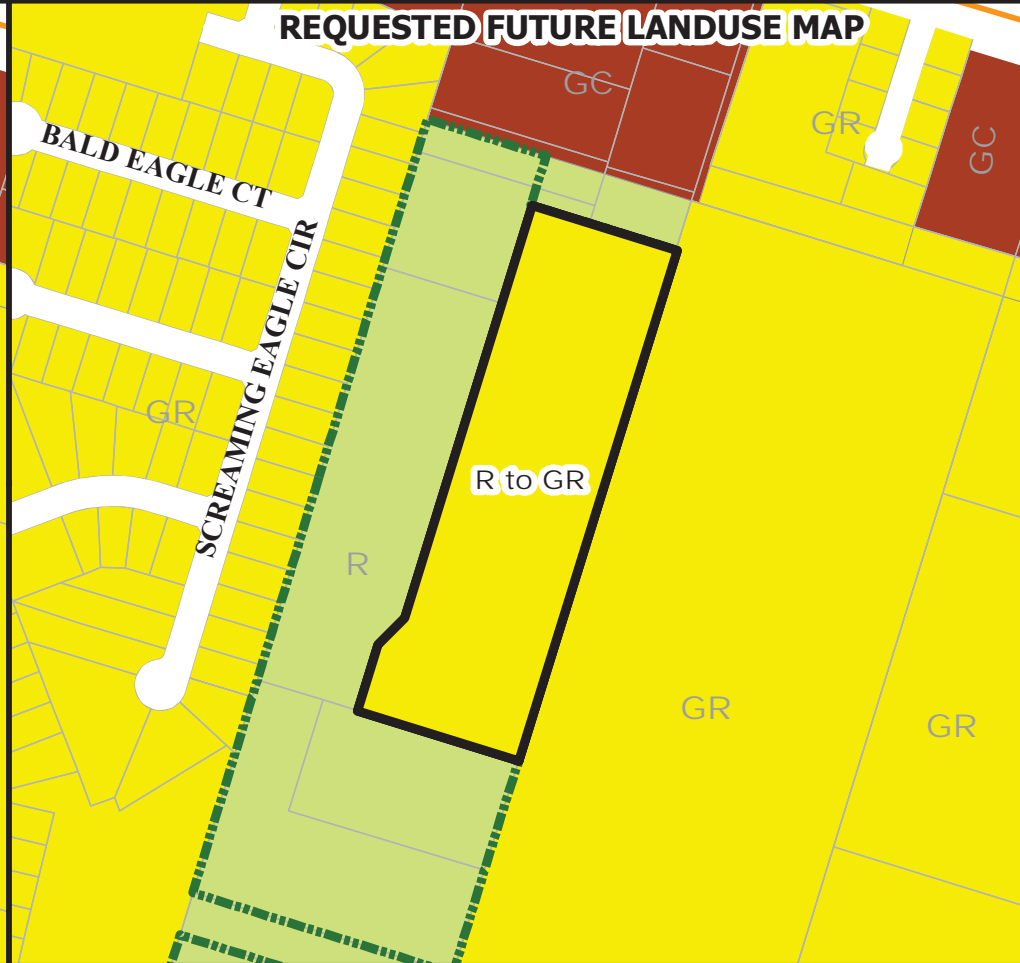 REQUESTED FUTURE LANDUSE MAP
GC
GR
GC
BALD EAGLE CT
SCREAMING EAGLE CIR
GR
R to GR
R
GR
GR